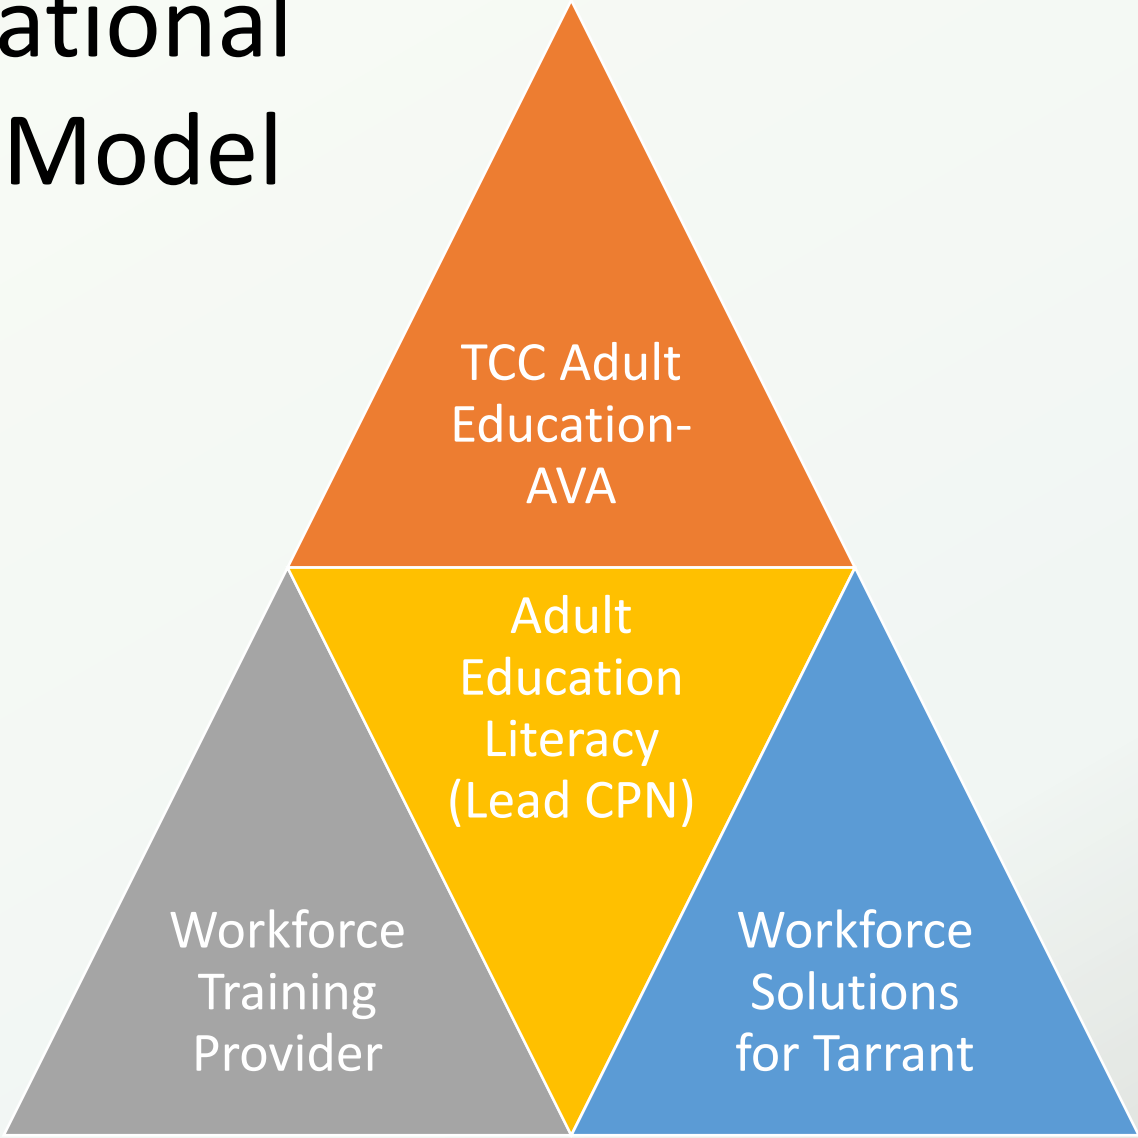 ational
Model
TCC Adult
Education-
AVA
Adult
Education
Literacy
(Lead CPN)
Workforce
Training
Provider
Workforce
Solutions
for Tarrant